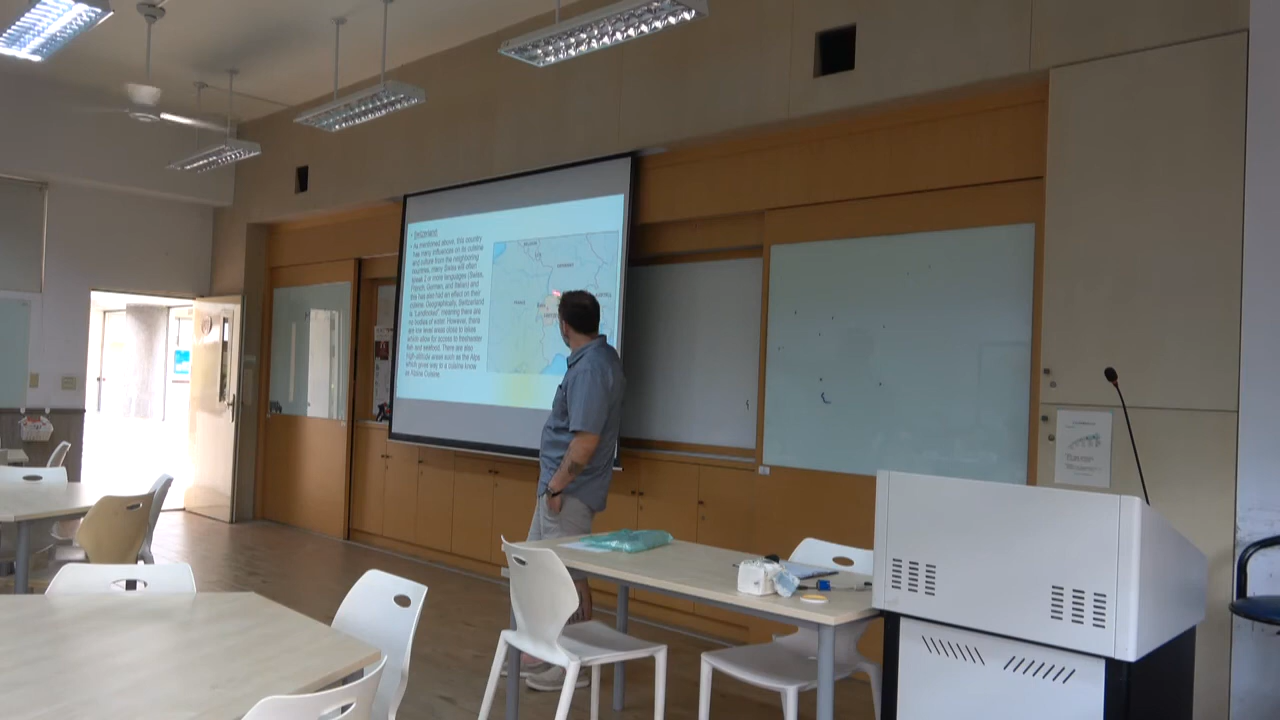 Switzerland:
As mentioned above, this country
has many influences on its cuisine
and culture from the neighboring
countries, many Swiss will often
speak 2 or more languages (Swiss,
French, German, and Italian) and
this has also had an effect on their
cuisine. Geographically, Switzerland
is "Landlocked", meaning there are
no bodies of water. However, there
are low level areas close to lakes
which allow for access to freshwater
fish and seafood. There are also
high-altitude areas such as the Alps
which gives way to a cuisine know
as Alpine Cuisine.
FRANCE